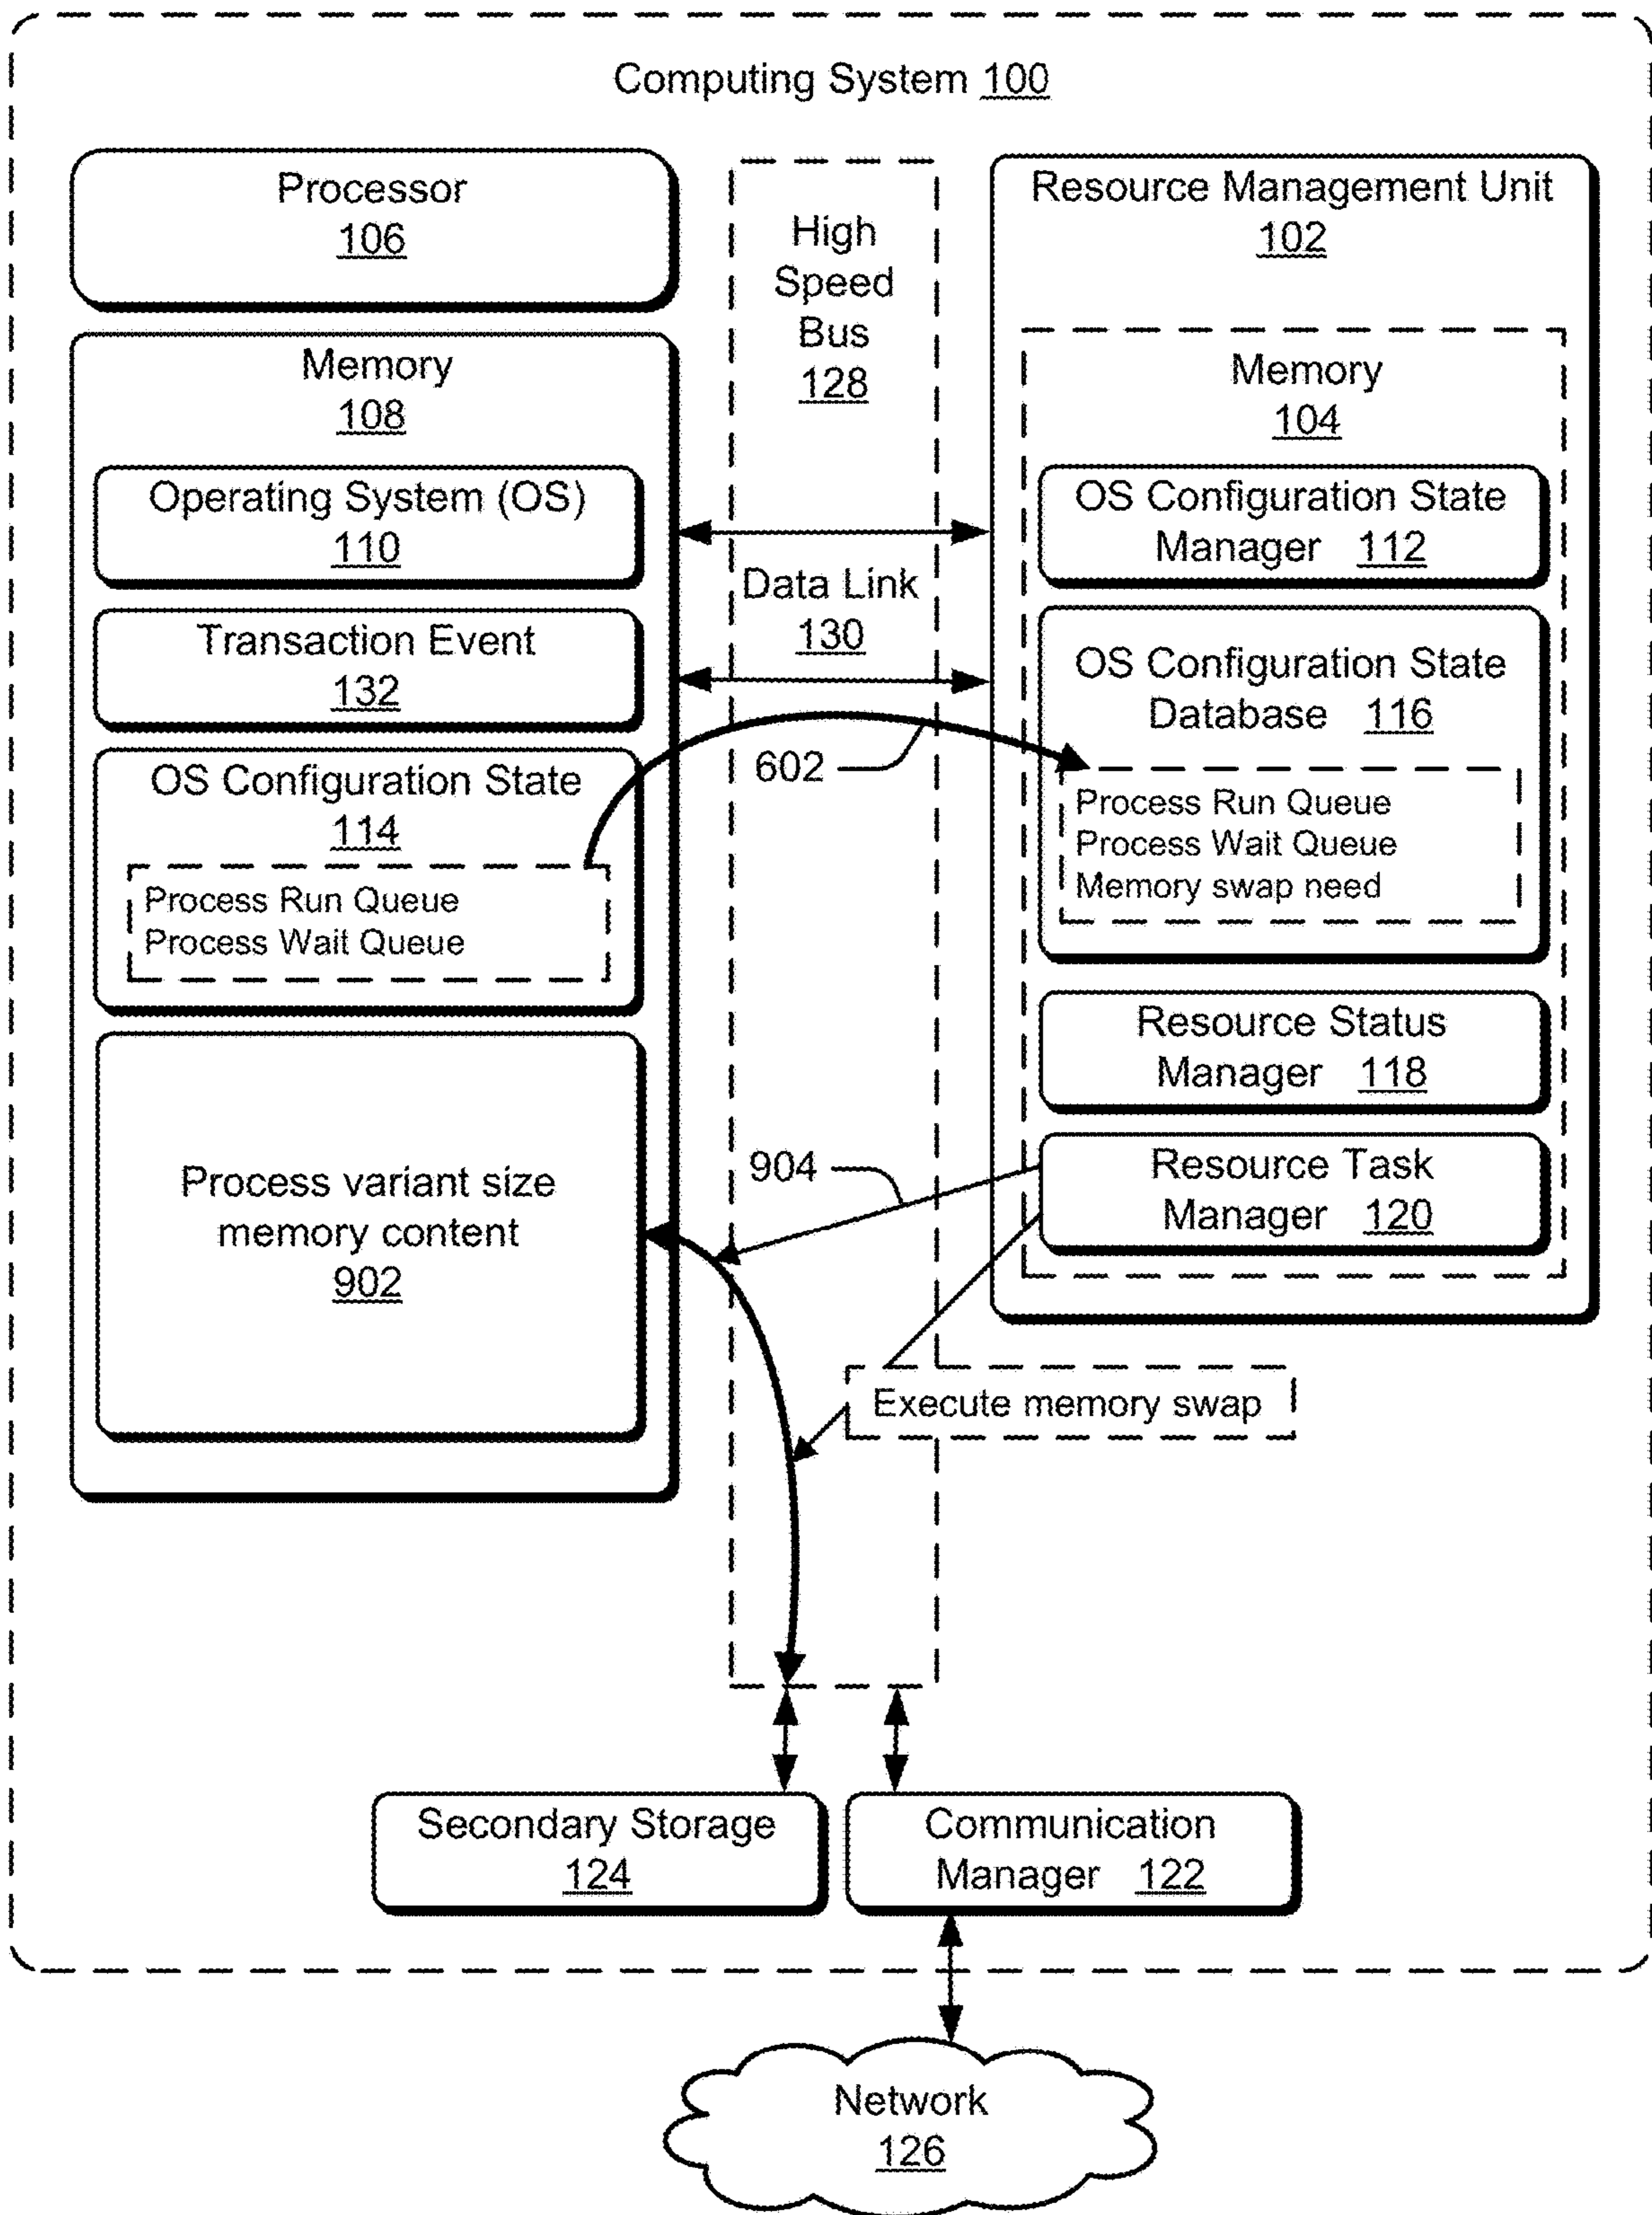 Computing System 100
Processor
106
Memory
108
Operating System (OS)
110
Transaction Event
132
OS Configuration State
114
Process Run Queue
Process Wait Queue
Process variant size
memory content
902
High
Speed
Bus
128
Data Link
130
602
904
Execute memory swap
Resource Management Unit
102
Memory
104
OS Configuration State
Manager 112
OS Configuration State
Database 116
Process Run Queue
Process Wait Queue
Memory swap need
Resource Status
Manager 118
Resource Task
Manager 120
Secondary Storage
124
Communication
Manager 122
Network
126